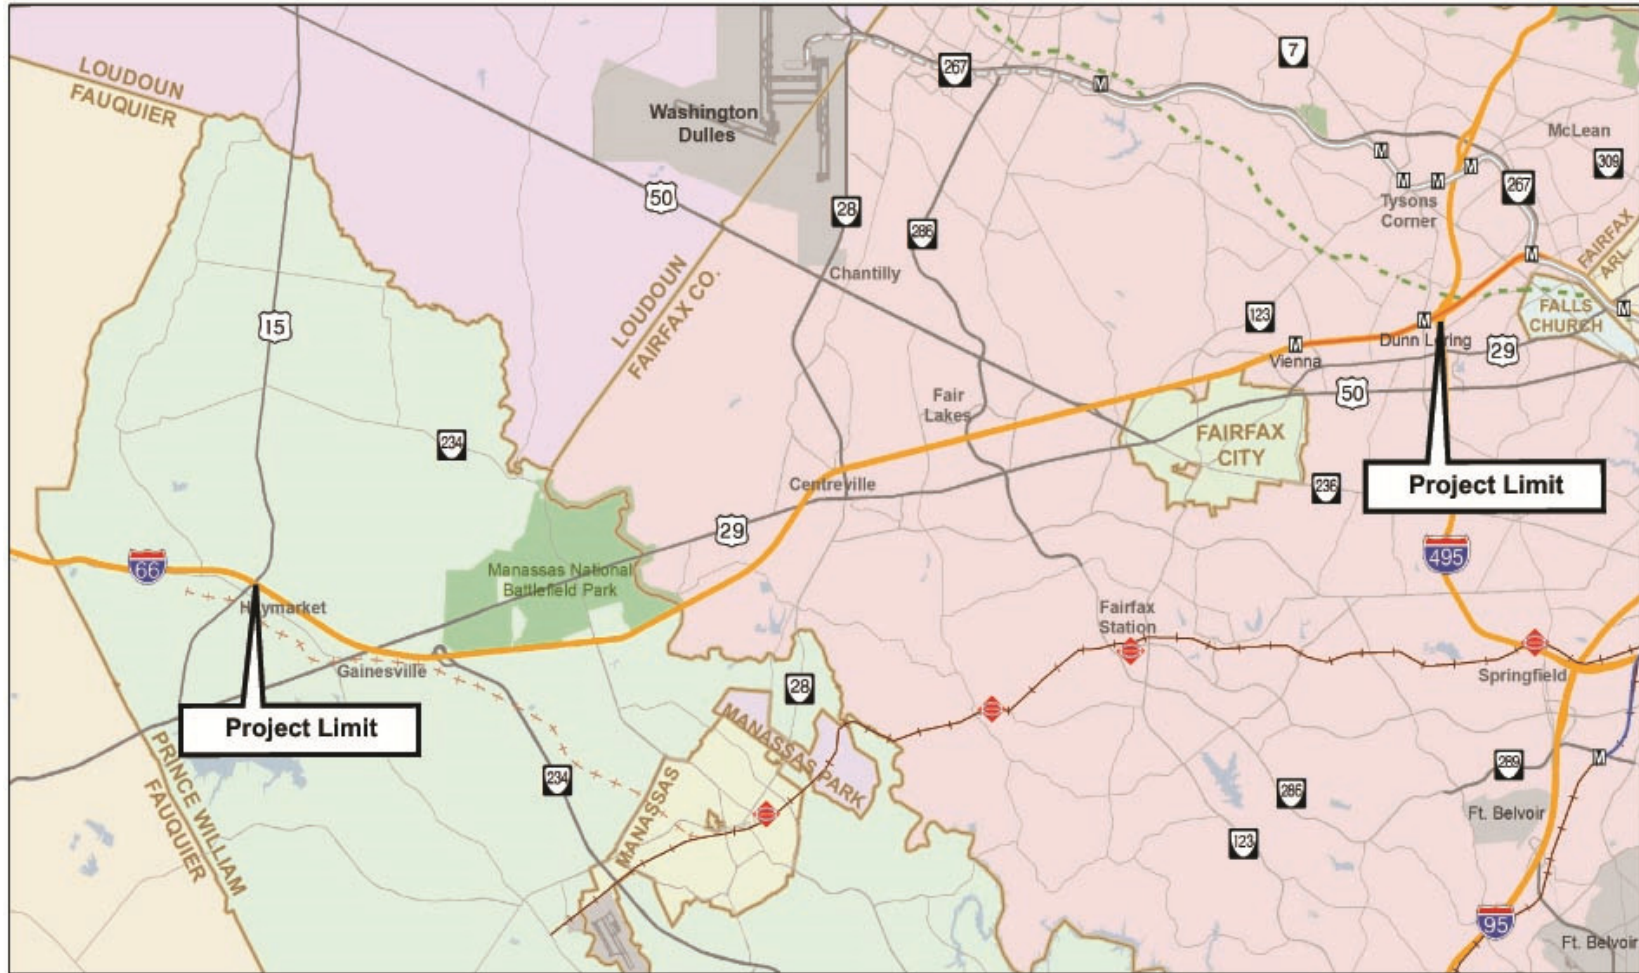 LOUDOUN
FAUQUIER
Washington
Dulles
267
7
M
McLean
309
M
M
M
M
267
Tysons
Corner
50
28
286
Chantilly
LOUDOUN
FAIRFAX CO.
FAIRFAX
ARL.
M
15
123
M
M
M
FALLS
CHURCH
Dunn Loring
Vienna
29
50
Fair
Lakes
234
FAIRFAX
CITY
236
Project Limit
Centreville
29
495
66
Manassas National
Battlefield Park
Haymarket
Fairfax
Station
Gainesville
Springfield
28
Project Limit
MANASSAS PARK
PRINCE WILLIAM
FAUQUIER
234
MANASSAS
289
M
286
Ft. Belvoir
123
95
Ft. Belvoir